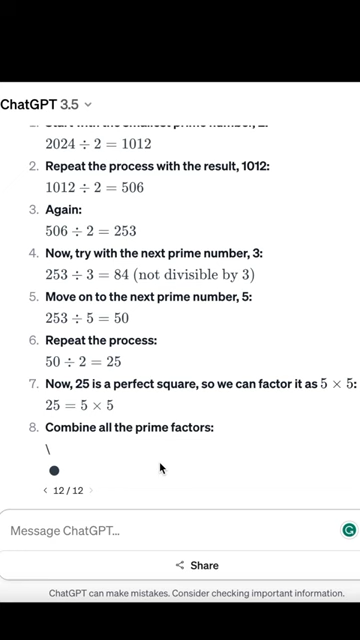 ChatGPT 3.5
2024 ÷ 2 = 1012
2. Repeat the process with the result, 1012:
1012 ÷ 2 = 506
3. Again:
506 ÷ 2 = 253
4. Now, try with the next prime number, 3:
253 ÷ 3 = 84 (not divisible by 3)
5. Move on to the next prime number, 5:
253 ÷ 5 = 50
6. Repeat the process:
50 ÷ 2 = 25
7. Now, 25 is a perfect square, so we can factor it as 5 × 5:
25 = 5 × 5
8. Combine all the prime factors:
\
< 12 / 12 >
Message ChatGPT...
Share
ChatGPT can make mistakes. Consider checking important information.